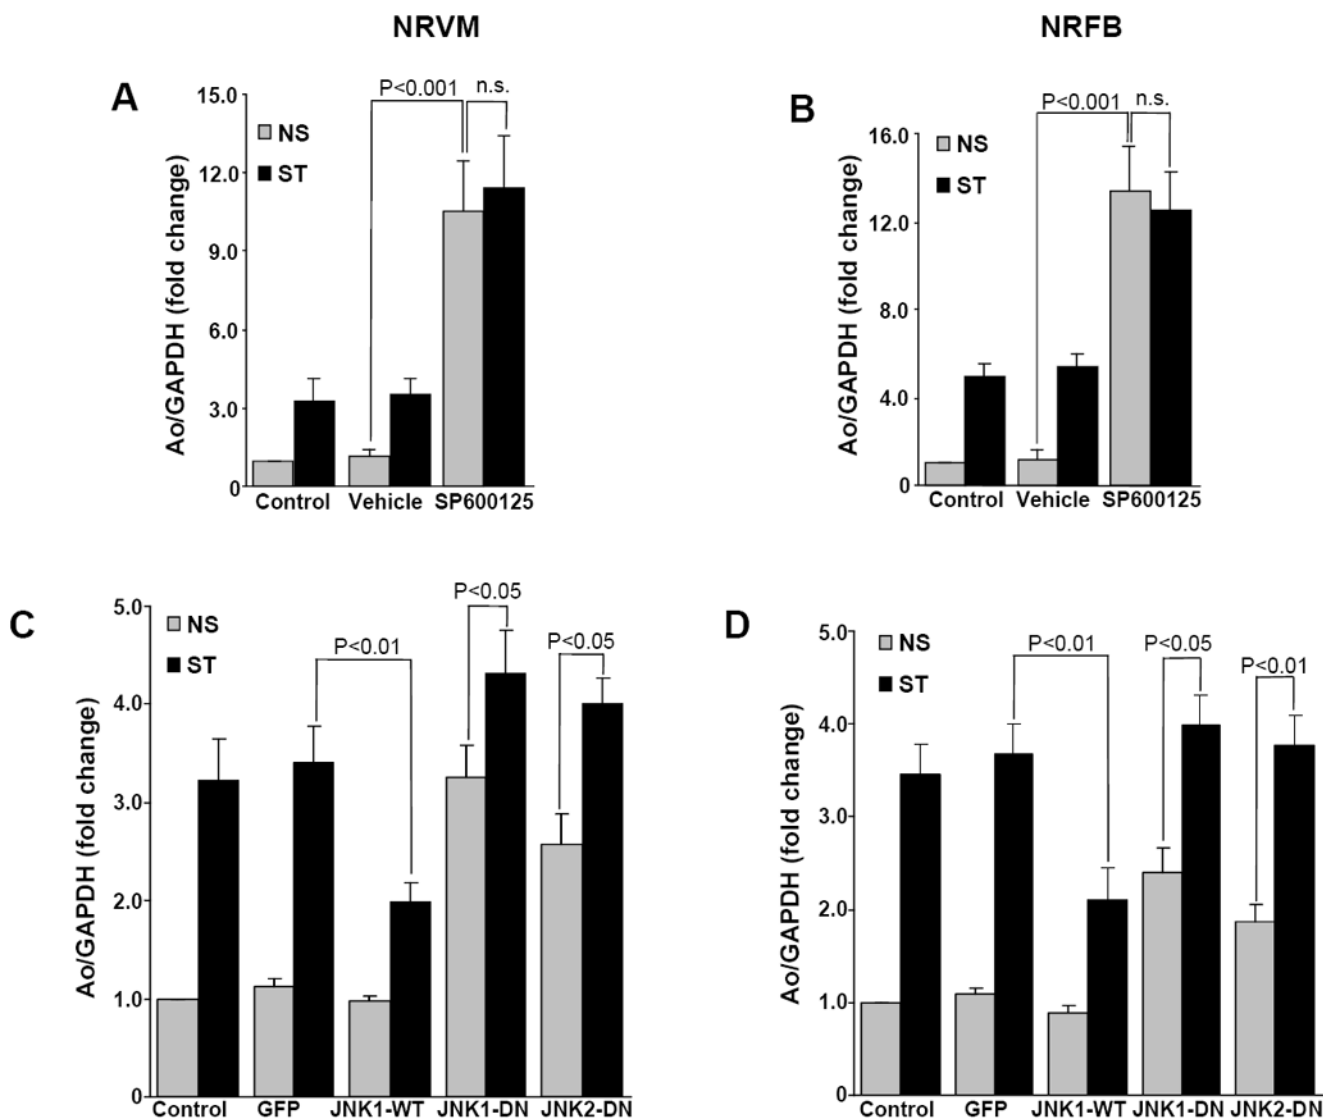 NRVM
NRFB
A
P<0.001
n.s.
15.0
12.0
9.0
6.0
3.0
0
Ao/GAPDH (fold change)
NS
ST
Control
Vehicle
SP600125
B
P<0.001
n.s.
16.0
12.0
8.0
4.0
0
Ao/GAPDH (fold change)
NS
ST
Control
Vehicle
SP600125
C
P<0.01
P<0.05
P<0.05
5.0
4.0
3.0
2.0
1.0
0
Ao/GAPDH (fold change)
NS
ST
Control
GFP
JNK1-WT
JNK1-DN
JNK2-DN
D
P<0.01
P<0.05
P<0.01
5.0
4.0
3.0
2.0
1.0
0
Ao/GAPDH (fold change)
NS
ST
Control
GFP
JNK1-WT
JNK1-DN
JNK2-DN